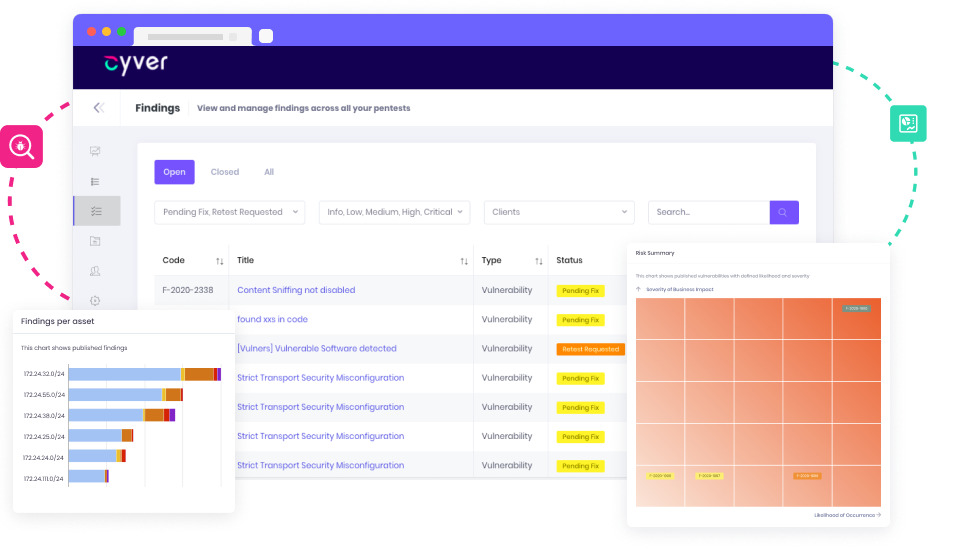 cyver
Findings View and manage findings across all your pentests
Open Closed All
Pending Fix, Retest Requested Info, Low, Medium, High, Critical Clients Search...
Code Title Type Status
F-2020-2338 Content Sniffing not disabled Vulnerability Pending Fix
found xxs in code Vulnerability Pending Fix
[Vulners] Vulnerable Software detected Vulnerability Retest Requested
Strict Transport Security Misconfiguration Vulnerability Pending Fix
Strict Transport Security Misconfiguration Vulnerability Pending Fix
Strict Transport Security Misconfiguration Vulnerability Pending Fix
Strict Transport Security Misconfiguration Vulnerability Pending Fix
Findings per asset
This chart shows published findings
172.24.32.0/24
172.24.55.0/24
172.24.38.0/24
172.24.25.0/24
172.24.24.0/24
172.24.111.0/24
Risk Summary
This chart shows published vulnerabilities with defined likelihood and severity
Severity of Business Impact
Likelihood of Occurrence